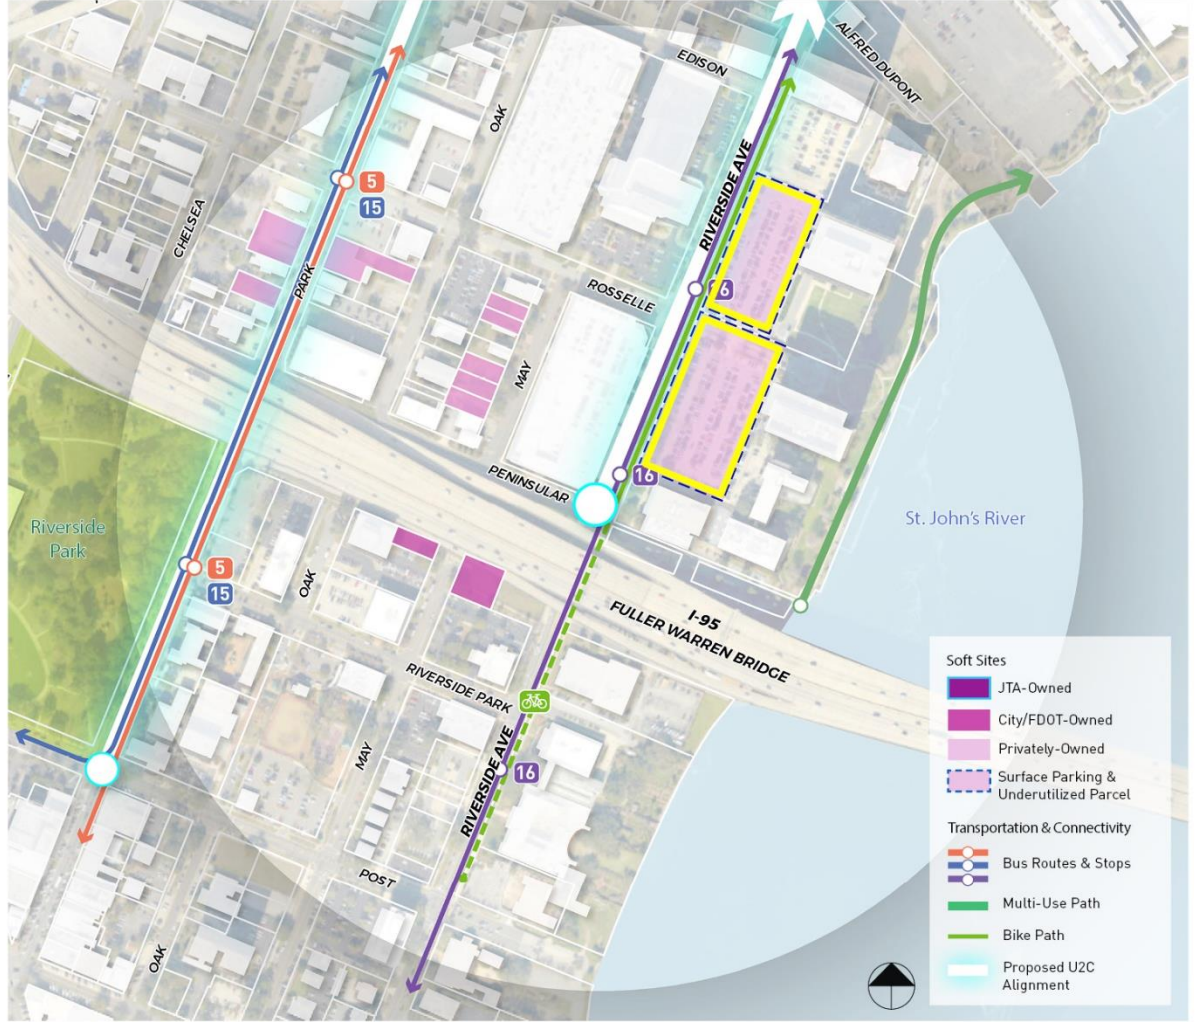 EDISON
ALFRED DUPONT
OAK
RIVERSIDE AVE
5
15
CHELSEA
PARK
16
ROSSELLE
MAY
PENINSULAR
16
Riverside
Park
St. John's River
5
15
OAK
I-95
FULLER WARREN BRIDGE
RIVERSIDE PARK
MAY
RIVERSIDE AVE
16
POST
OAK
Soft Sites
JTA-Owned
City/FDOT-Owned
Privately-Owned
Surface Parking &
Underutilized Parcel
Transportation & Connectivity
Bus Routes & Stops
Multi-Use Path
Bike Path
Proposed U2C
Alignment